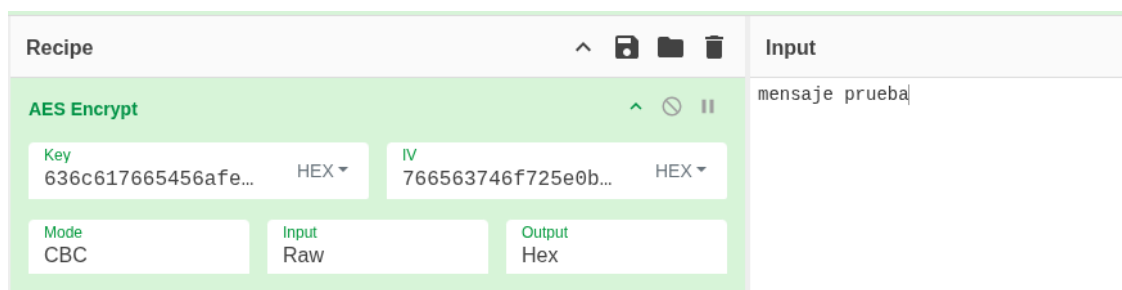 Recipe
Input
AES Encrypt
mensaje prueba
Key
636c617665456afe…
HEX
IV
766563746f725e0b…
HEX
Mode
CBC
Input
Raw
Output
Hex